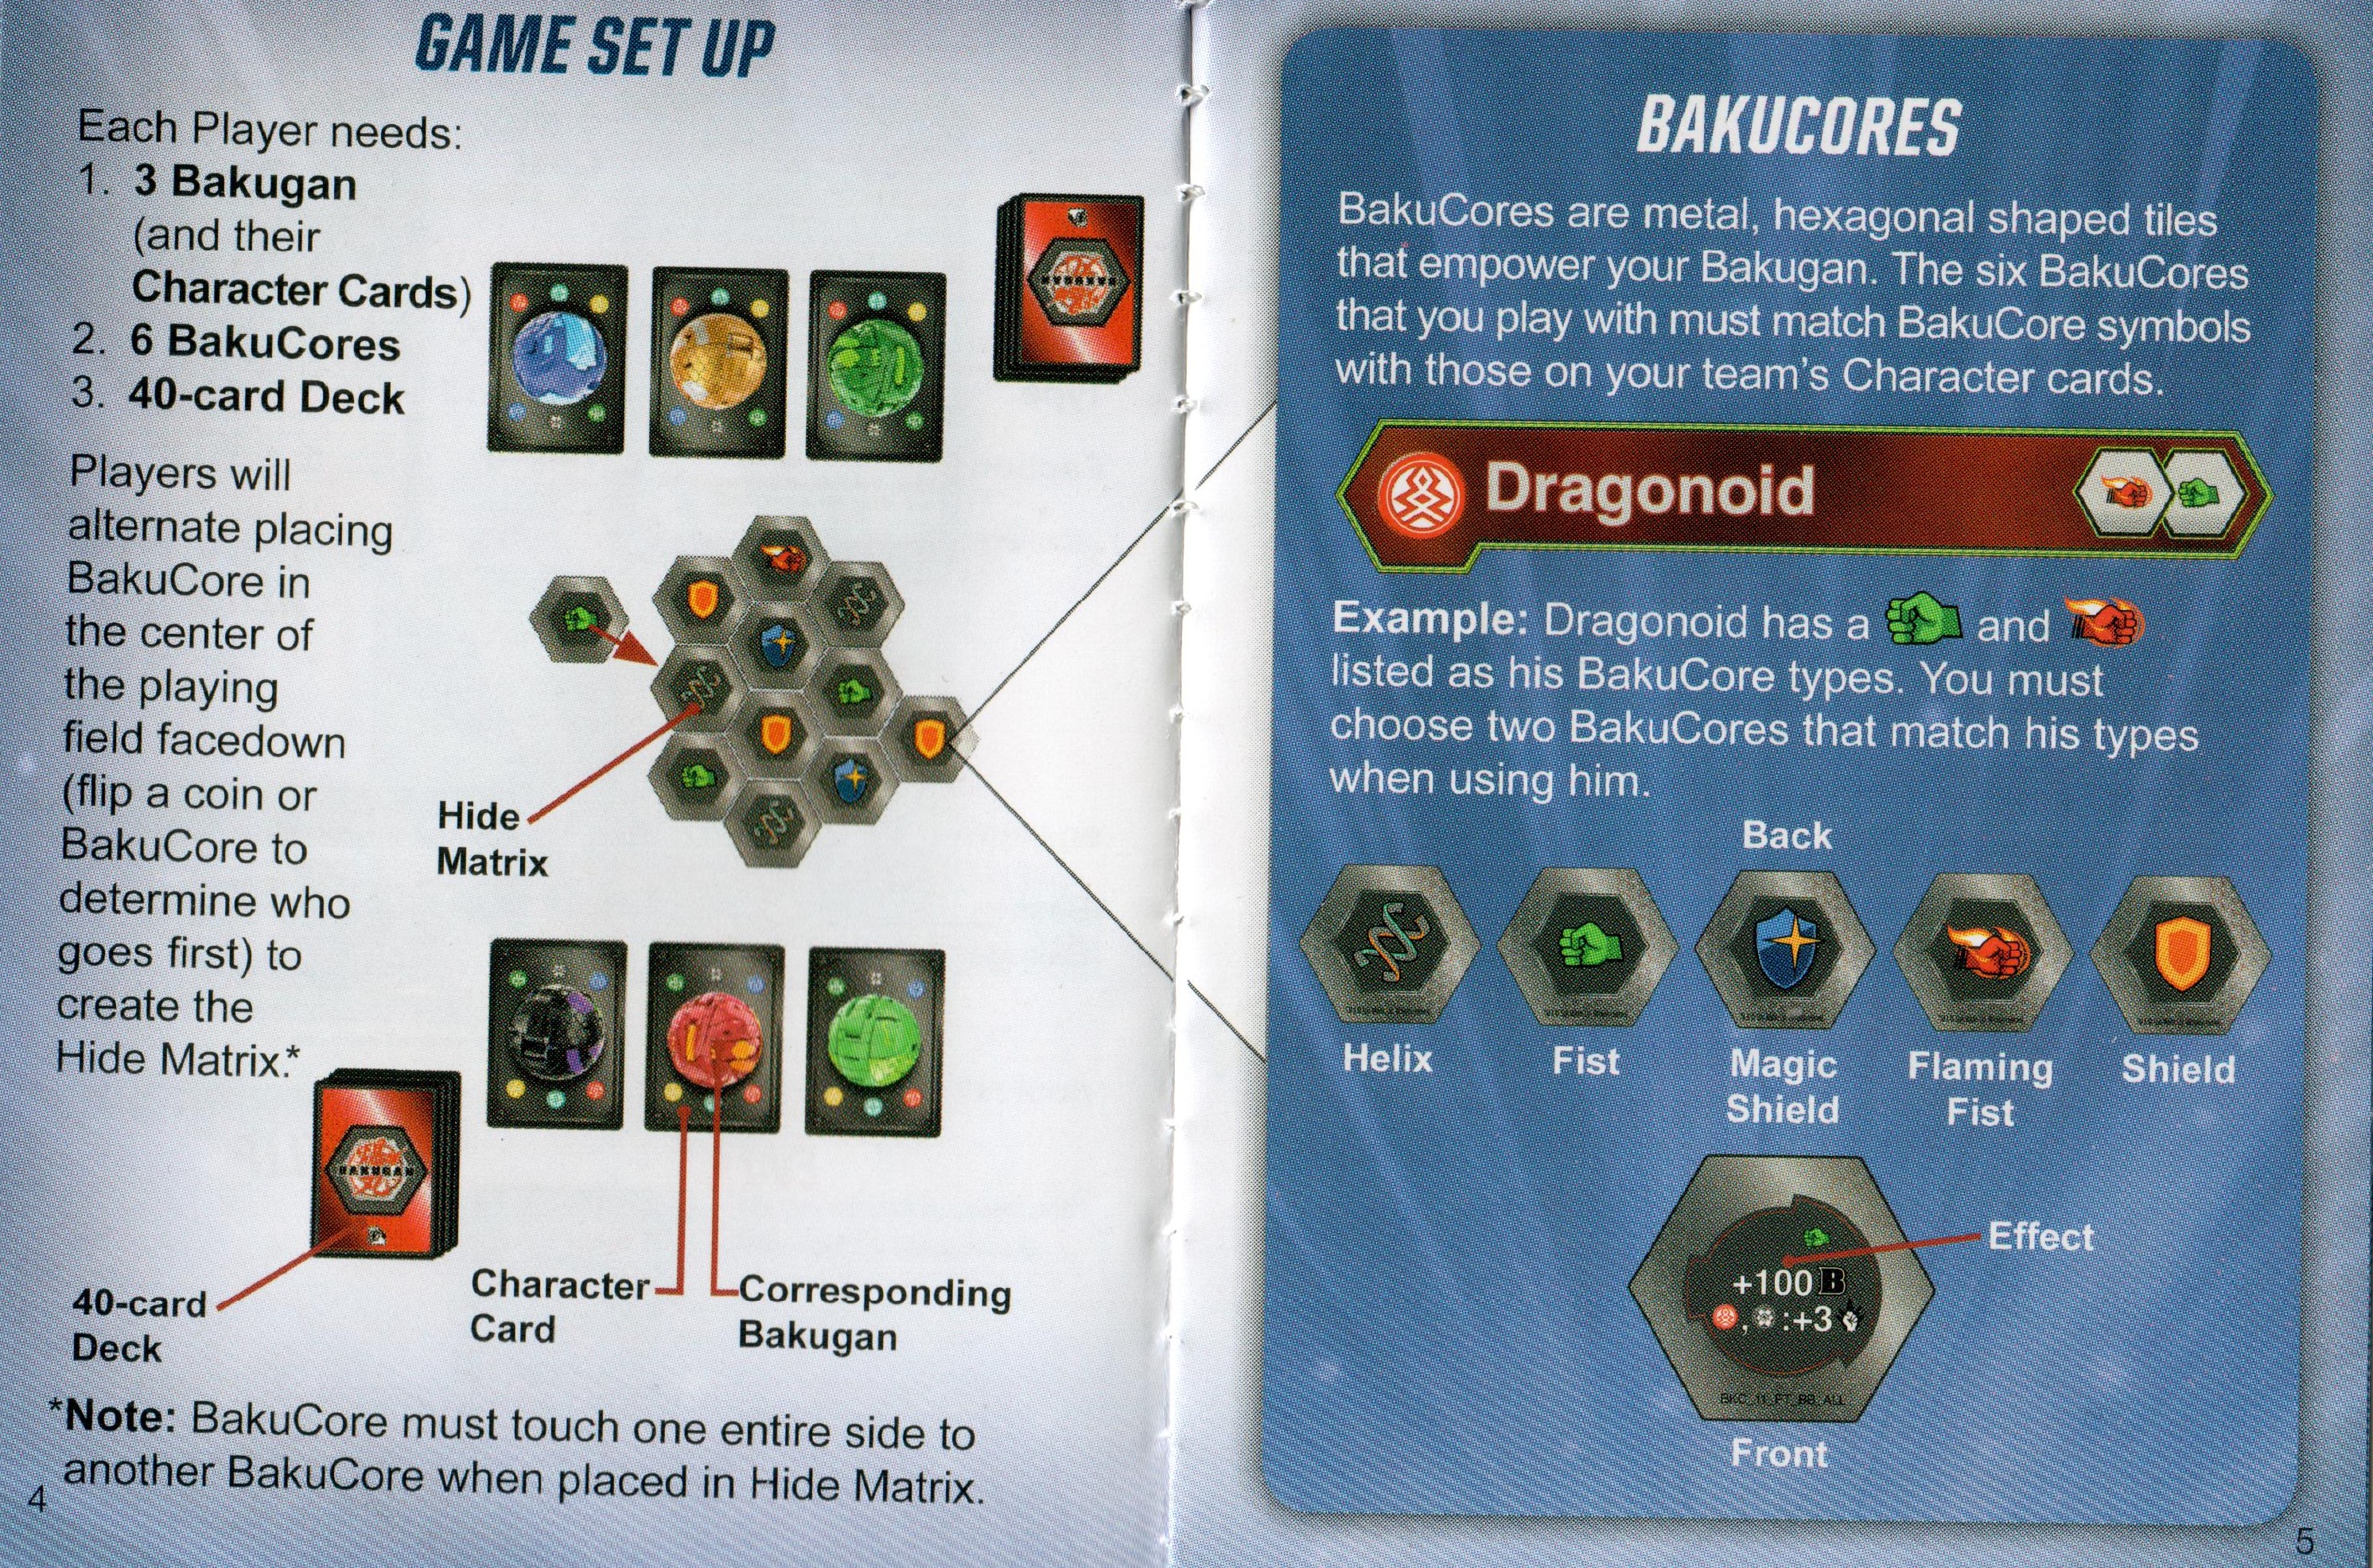 GAME SET UP
Each Player needs:
1. 3 Bakugan
(and their
Character Cards)
2. 6 BakuCores
3. 40-card Deck
Players will
alternate placing
BakuCore in
the center of
the playing
field facedown
(flip a coin or
BakuCore to
determine who
goes first) to
create the
Hide Matrix.*
Hide
Matrix
BAKUGAN
BAKUGAN
40-card
Deck
Character
Card
Corresponding
Bakugan
*Note: BakuCore must touch one entire side to
another BakuCore when placed in Hide Matrix.
4
BAKUCORES
BakuCores are metal, hexagonal shaped tiles
that empower your Bakugan. The six BakuCores
that you play with must match BakuCore symbols
with those on your team's Character cards.
Dragonoid
Example: Dragonoid has a and
listed as his BakuCore types. You must
choose two BakuCores that match his types
when using him.
Back
Helix
Fist
Magic
Shield
Flaming
Fist
Shield
Effect
+100 B
, :+3
BKC_11_FT_BB_ALL
Front
5